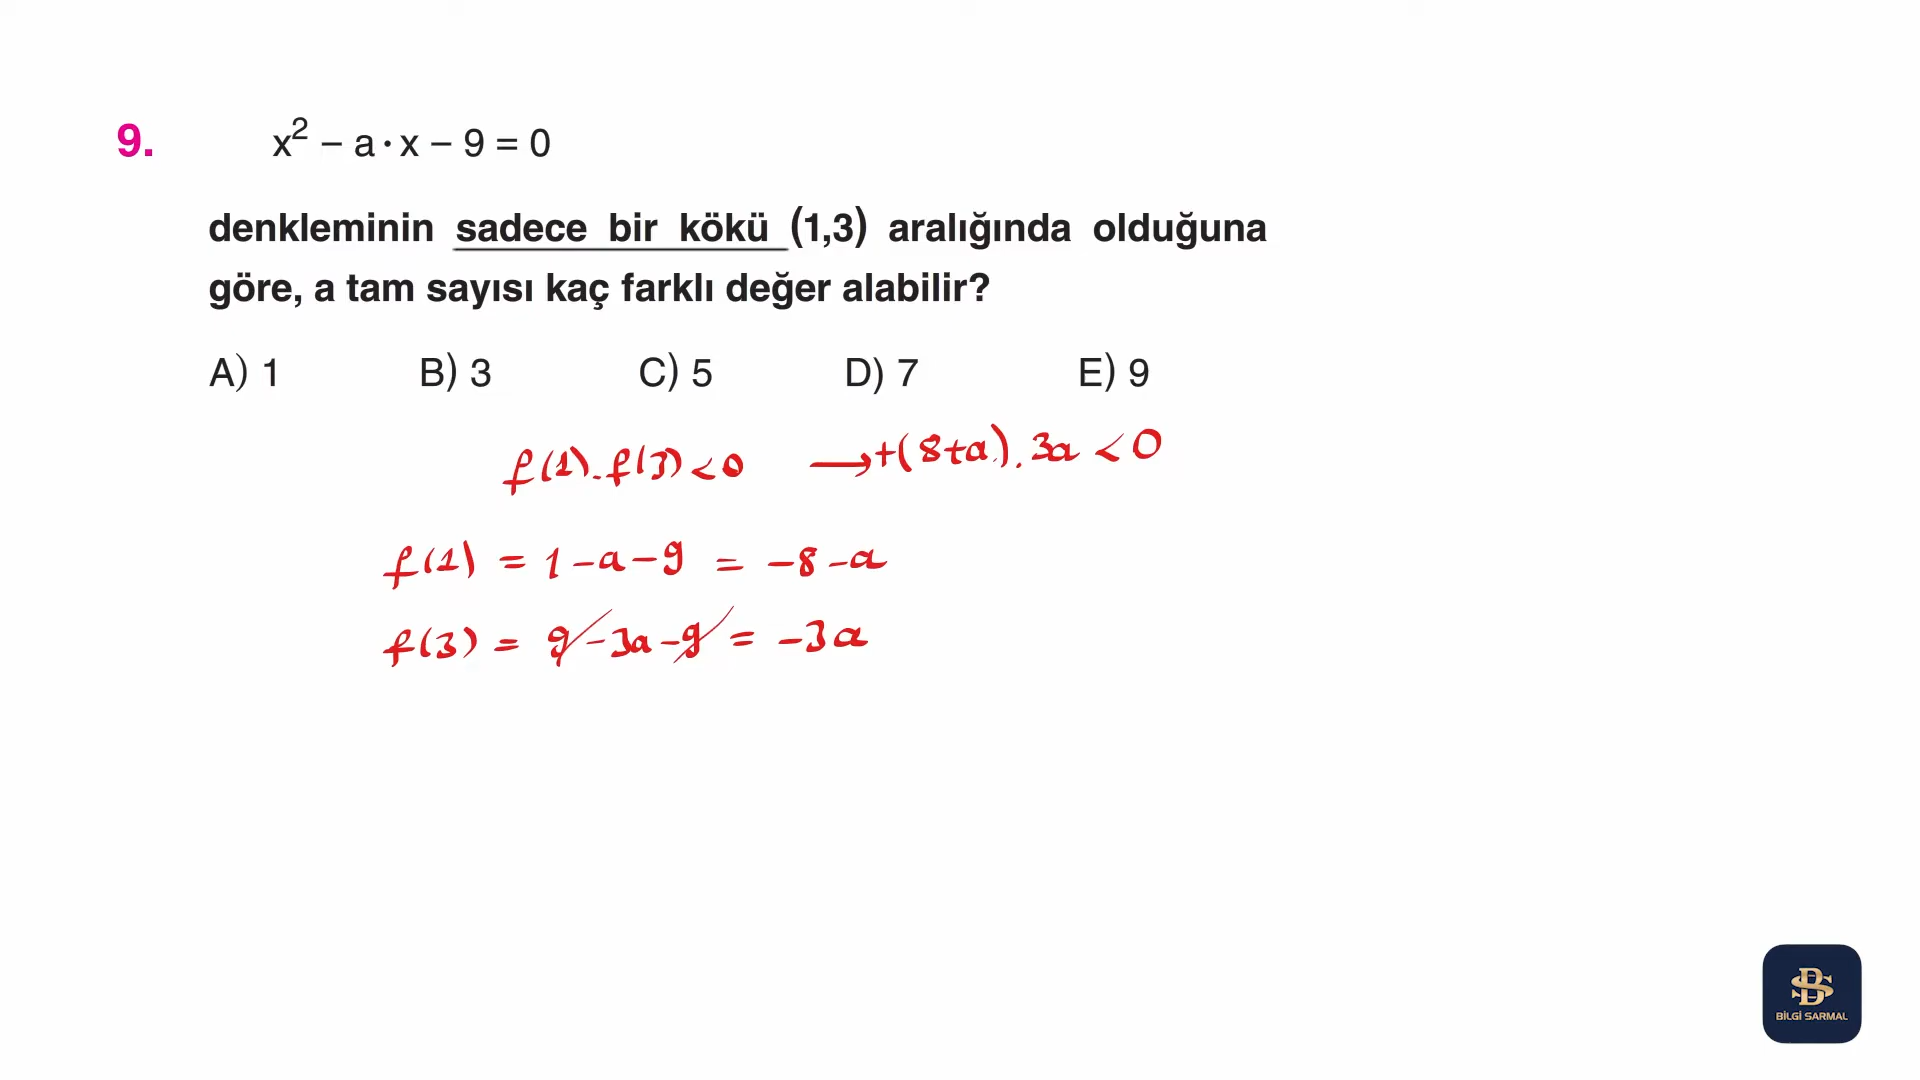 9. x² – a·x – 9 = 0
denkleminin sadece bir kökü (1,3) aralığında olduğuna
göre, a tam sayısı kaç farklı değer alabilir?
A) 1 B) 3 C) 5 D) 7 E) 9
f(1).f(3)<0 → +(8+a).3a<0
f(1) = 1-a-9 = -8-a
f(3) = 9-3a-9 = -3a
BİLGİ SARMAL